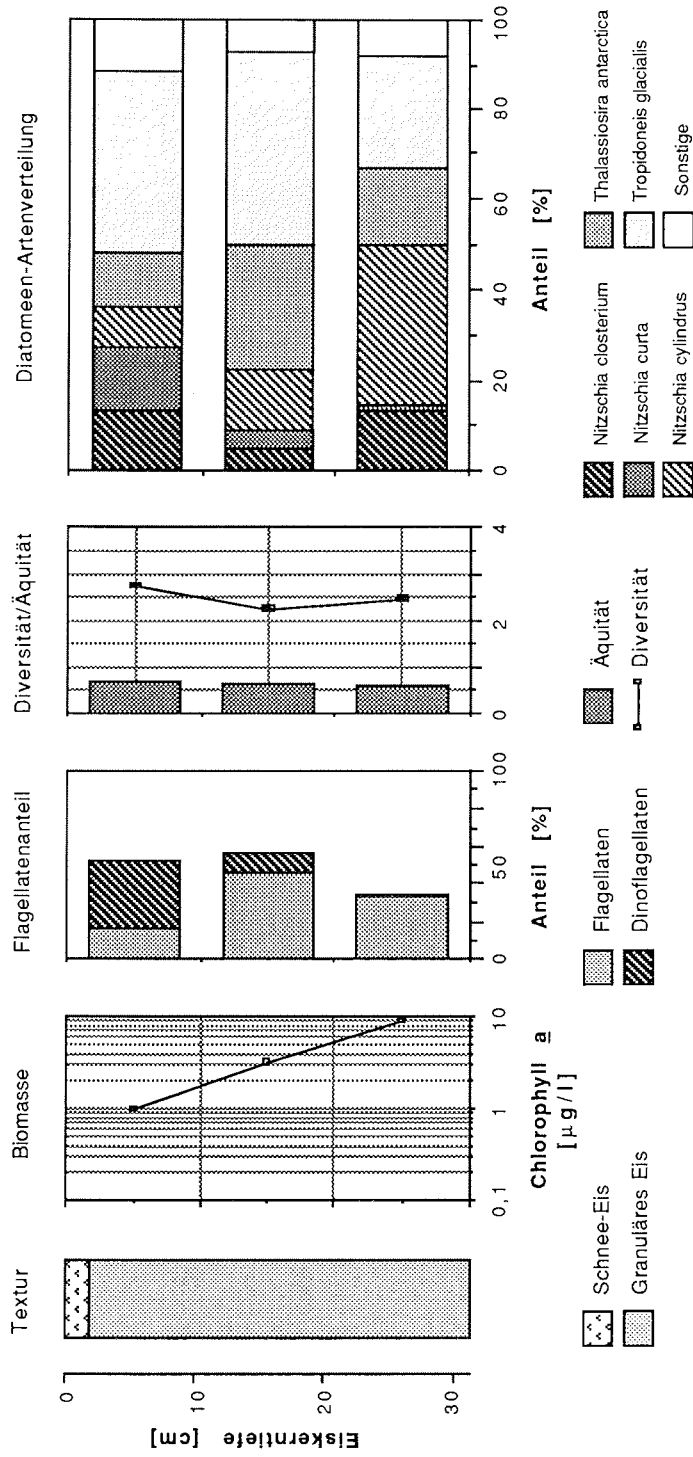 Textur
Biomasse
Flagellatenanteil
Diversität/Äquität
Diatomeen-Artenverteilung
Eiskerntiefe [cm]
0
10
20
30
0,1
1
10
Chlorophyll a
[µg/l]
0
50
100
Anteil [%]
0
2
4
0
20
40
60
80
100
Anteil [%]
Schnee-Eis
Granuläres Eis
Flagellaten
Dinoflagellaten
Äquität
Diversität
Nitzschia closterium
Nitzschia curta
Nitzschia cylindrus
Thalassiosira antarctica
Tropidoneis glacialis
Sonstige